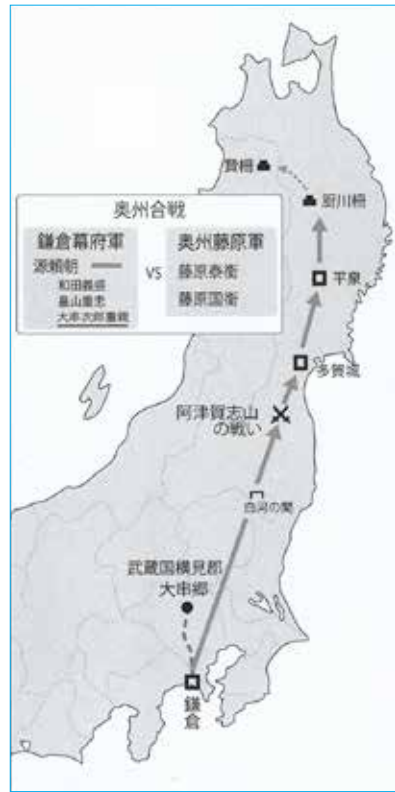 贄柵
厨川柵
奥州合戦
鎌倉幕府軍
源頼朝
和田義盛
畠山重忠
大串次郎重親
VS
奥州藤原軍
藤原泰衡
藤原国衡
平泉
多賀城
阿津賀志山
の戦い
白河の関
武蔵国横見郡
大串郷
鎌倉